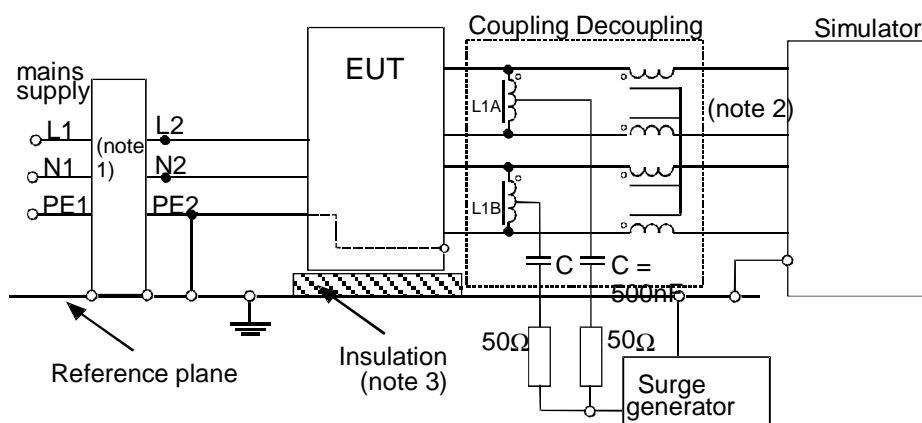 Coupling Decoupling
Simulator
EUT
mains
supply
L1
L2
(note
1)
N1
N2
PE1
PE2
L1A
L1B
(note 2)
C
C =
500nF
50Ω
50Ω
Insulation
(note 3)
Reference plane
Surge
generator